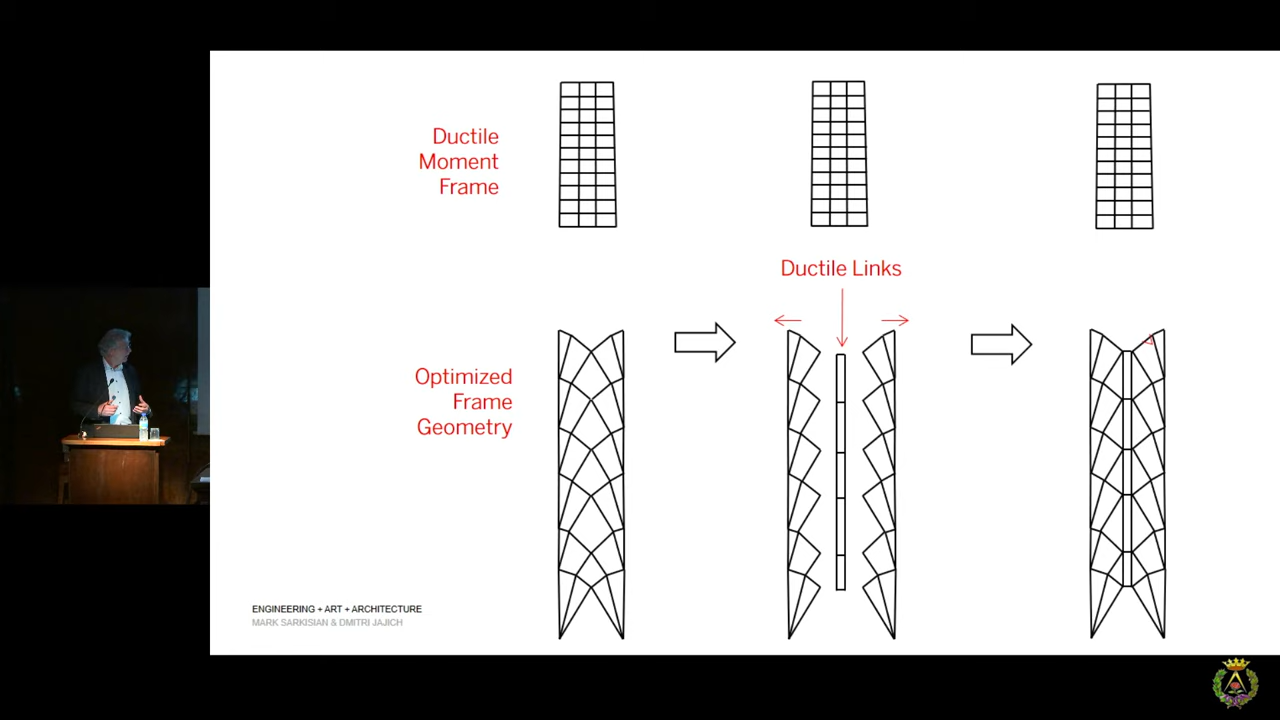 Ductile
Moment
Frame
Ductile Links
Optimized
Frame
Geometry
ENGINEERING + ART + ARCHITECTURE
MARK SARKISIAN & DMITRI JAJICH